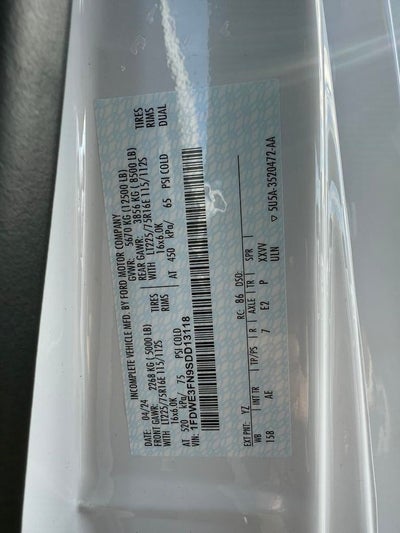 INCOMPLETE VEHICLE MFD. BY FORD MOTOR COMPANY
DATE: 04/24 GVWR: 5670 KG (12500 LB)
FRONT GAWR: 2268 KG (5000 LB) REAR GAWR: 3856 KG (8500 LB)
WITH LT225/75R16E 115/112S TIRES WITH LT225/75R16E 115/112S TIRES
16x6.0K RIMS 16x6.0K RIMS
AT 520 kPa/ 75 PSI COLD AT 450 kPa/ 65 PSI COLD DUAL
VIN: 1FDWE3FN9SDD13118
EXT PNT: YZ RC: 86 DSO:
WB INT TR TP/PS R AXLE TR SPR
158 AE 7 E2 P XXVV
ULN
▽ 5U5A-3520472-AA